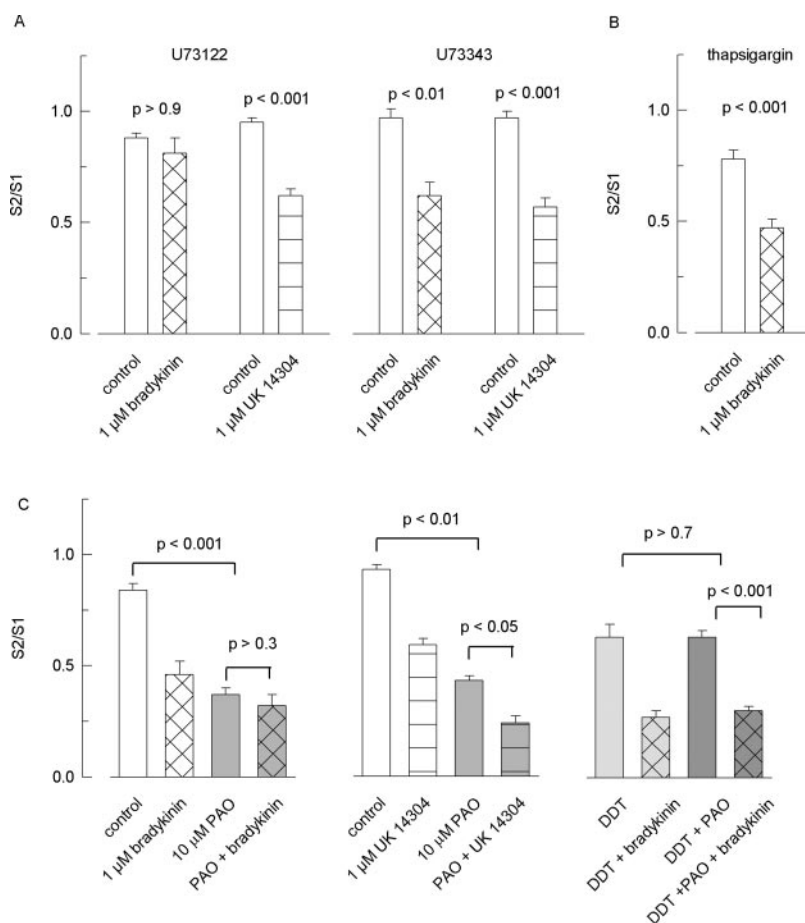 A
B
U73122
U73343
thapsigargin
p > 0.9
p < 0.001
p < 0.01
p < 0.001
p < 0.001
1.0
0.5
0.0
S2/S1
1.0
0.5
0.0
S2/S1
control
1 µM bradykinin
control
1 µM UK 14304
control
1 µM bradykinin
control
1 µM UK 14304
control
1 µM bradykinin
C
p < 0.001
p > 0.3
p < 0.01
p < 0.05
p > 0.7
p < 0.001
1.0
0.5
0.0
S2/S1
control
1 µM bradykinin
10 µM PAO
PAO + bradykinin
control
1 µM UK 14304
10 µM PAO
PAO + UK 14304
DDT
DDT + bradykinin
DDT + PAO
DDT +PAO + bradykinin